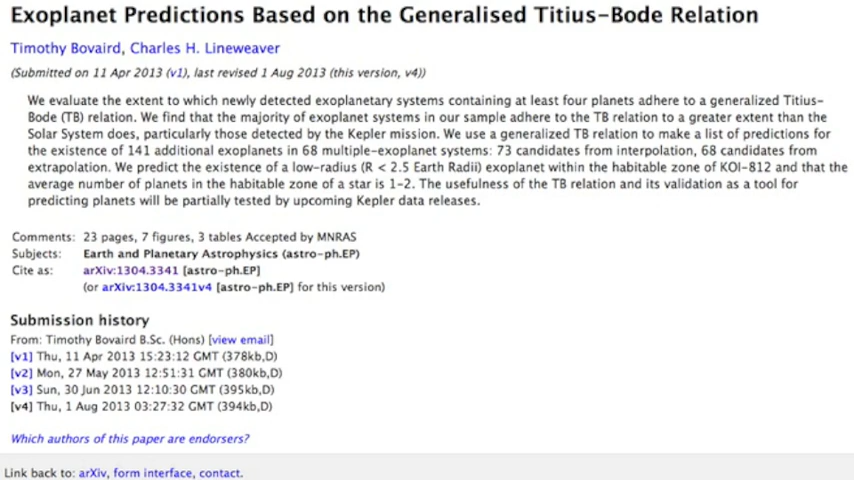 Exoplanet Predictions Based on the Generalised Titius-Bode Relation
Timothy Bovaird, Charles H. Lineweaver
(Submitted on 11 Apr 2013 (v1), last revised 1 Aug 2013 (this version, v4))
We evaluate the extent to which newly detected exoplanetary systems containing at least four planets adhere to a generalized Titius-
Bode (TB) relation. We find that the majority of exoplanet systems in our sample adhere to the TB relation to a greater extent than the
Solar System does, particularly those detected by the Kepler mission. We use a generalized TB relation to make a list of predictions for
the existence of 141 additional exoplanets in 68 multiple-exoplanet systems: 73 candidates from interpolation, 68 candidates from
extrapolation. We predict the existence of a low-radius (R < 2.5 Earth Radii) exoplanet within the habitable zone of KOI-812 and that the
average number of planets in the habitable zone of a star is 1-2. The usefulness of the TB relation and its validation as a tool for
predicting planets will be partially tested by upcoming Kepler data releases.
Comments: 23 pages, 7 figures, 3 tables Accepted by MNRAS
Subjects: Earth and Planetary Astrophysics (astro-ph.EP)
Cite as: arXiv:1304.3341 [astro-ph.EP]
(or arXiv:1304.3341v4 [astro-ph.EP] for this version)
Submission history
From: Timothy Bovaird B.Sc. (Hons) [view email]
[v1] Thu, 11 Apr 2013 15:23:12 GMT (378kb,D)
[v2] Mon, 27 May 2013 12:51:31 GMT (380kb,D)
[v3] Sun, 30 Jun 2013 12:10:30 GMT (395kb,D)
[v4] Thu, 1 Aug 2013 03:27:32 GMT (394kb,D)
Which authors of this paper are endorsers?
Link back to: arXiv, form interface, contact.